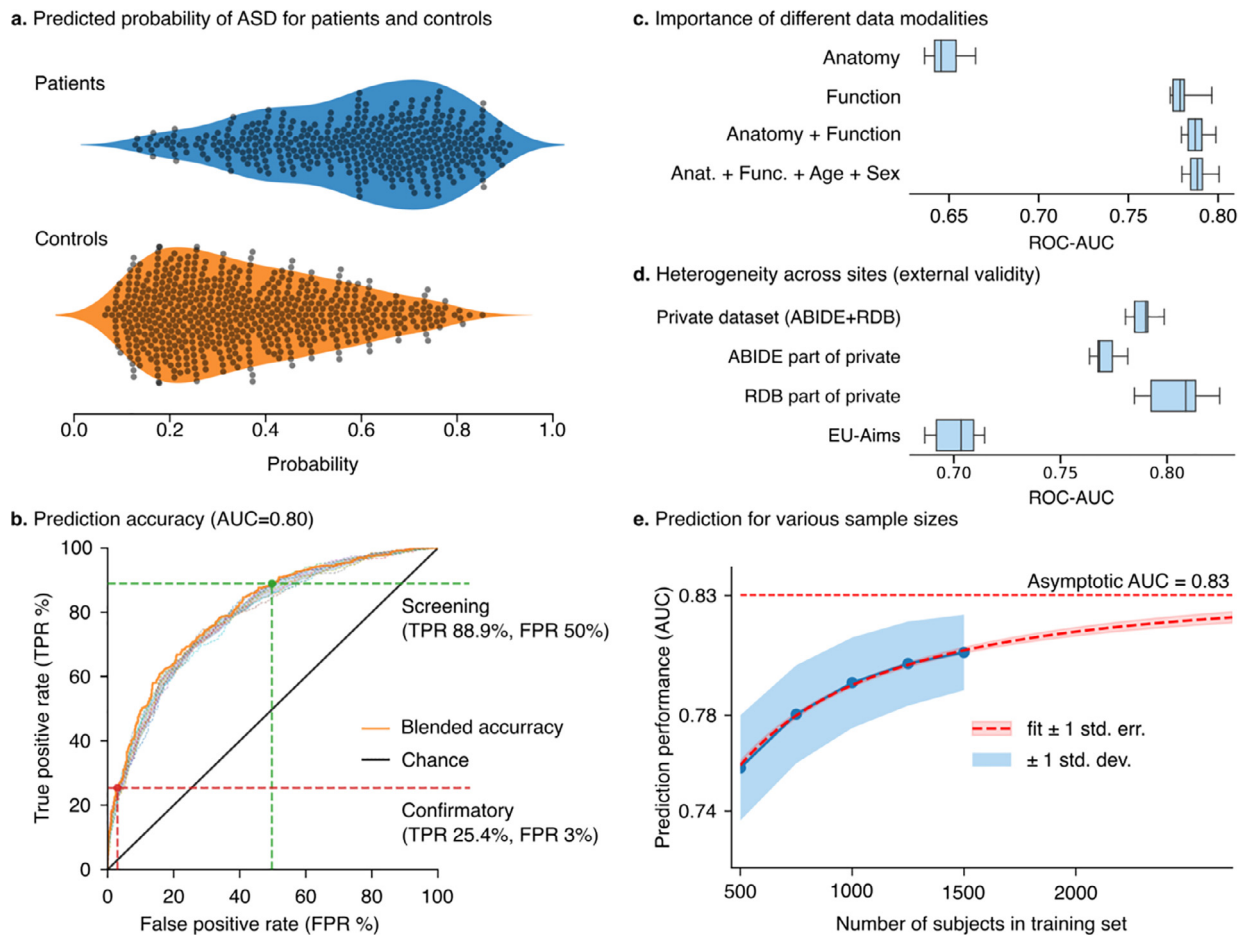 a. Predicted probability of ASD for patients and controls
Patients
Controls
0.0 0.2 0.4 0.6 0.8 1.0
Probability
b. Prediction accuracy (AUC=0.80)
True positive rate (TPR %)
100
80
60
40
20
0
Screening
(TPR 88.9%, FPR 50%)
Blended accurracy
Chance
Confirmatory
(TPR 25.4%, FPR 3%)
0 20 40 60 80 100
False positive rate (FPR %)
c. Importance of different data modalities
Anatomy
Function
Anatomy + Function
Anat. + Func. + Age + Sex
0.65 0.70 0.75 0.80
ROC-AUC
d. Heterogeneity across sites (external validity)
Private dataset (ABIDE+RDB)
ABIDE part of private
RDB part of private
EU-Aims
0.70 0.75 0.80
ROC-AUC
e. Prediction for various sample sizes
Prediction performance (AUC)
Asymptotic AUC = 0.83
0.83
0.78
0.74
fit ± 1 std. err.
± 1 std. dev.
500 1000 1500 2000
Number of subjects in training set